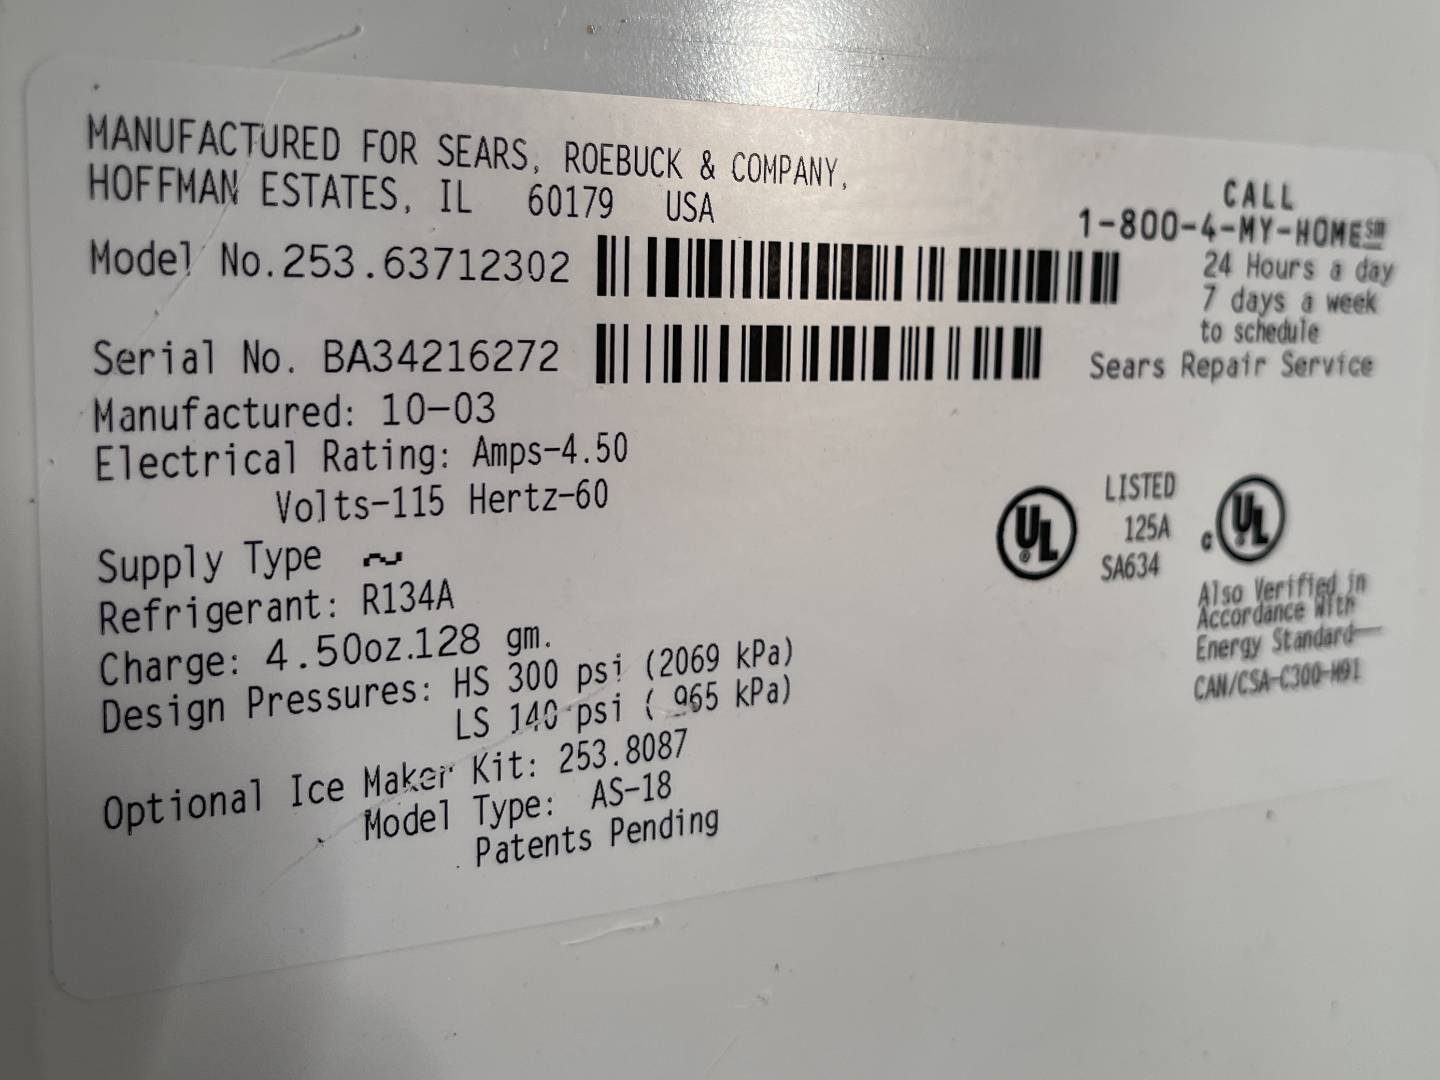 MANUFACTURED FOR SEARS, ROEBUCK & COMPANY,
HOFFMAN ESTATES, IL 60179 USA
Model No.253.63712302
Serial No. BA34216272
Manufactured: 10-03
Electrical Rating: Amps-4.50
Volts-115 Hertz-60
Supply Type ~
Refrigerant: R134A
Charge: 4.50oz.128 gm.
Design Pressures: HS 300 psi (2069 kPa)
LS 140 psi ( 965 kPa)
Optional Ice Maker Kit: 253.8087
Model Type: AS-18
Patents Pending
CALL
1-800-4-MY-HOME℠
24 Hours a day
7 days a week
to schedule
Sears Repair Service
UL
LISTED
125A
SA634
c UL
Also Verified in
Accordance With
Energy Standard
CAN/CSA-C300-M91